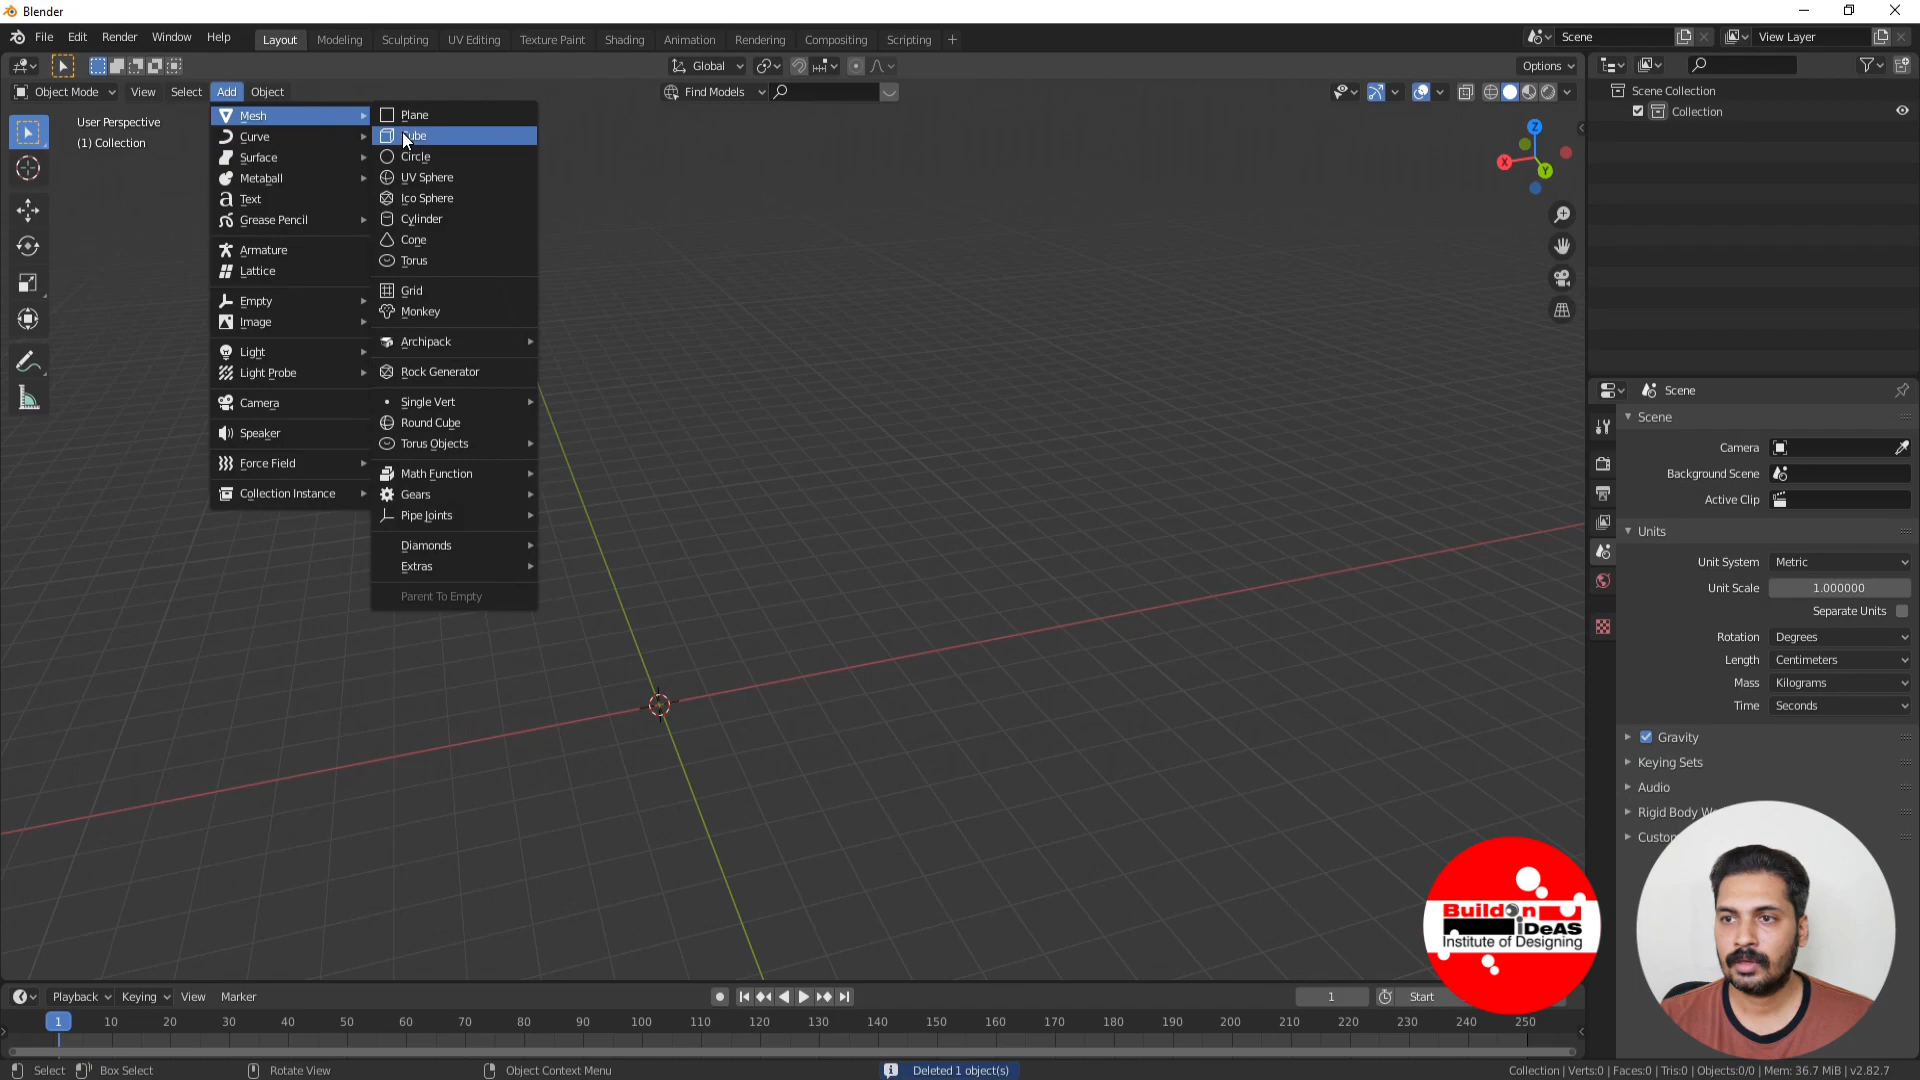 Blender
File Edit Render Window Help Layout Modeling Sculpting UV Editing Texture Paint Shading Animation Rendering Compositing Scripting + Scene View Layer
Global Options
Object Mode View Select Add Object Find Models
User Perspective
(1) Collection
Mesh
Curve
Surface
Metaball
Text
Grease Pencil
Armature
Lattice
Empty
Image
Light
Light Probe
Camera
Speaker
Force Field
Collection Instance
Plane
Cube
Circle
UV Sphere
Ico Sphere
Cylinder
Cone
Torus
Grid
Monkey
Archipack
Rock Generator
Single Vert
Round Cube
Torus Objects
Math Function
Gears
Pipe Joints
Diamonds
Extras
Parent To Empty
Z
X
Y
Scene Collection
Collection
Scene
Scene
Camera
Background Scene
Active Clip
Units
Unit System Metric
Unit Scale 1.000000
Separate Units
Rotation Degrees
Length Centimeters
Mass Kilograms
Time Seconds
Gravity
Keying Sets
Audio
Rigid Body
BuildOn
iDeAS
Institute of Designing
Playback Keying View Marker 1 Start
1 10 20 30 40 50 60 70 80 90 100 110 120 130 140 150 160 170 180 190 200 210 220 230 240 250
Select Box Select Rotate View Object Context Menu Deleted 1 object(s) Collection | Verts:0 | Faces:0 | Tris:0 | Objects:0/0 | Mem: 36.7 MiB | v2.82.7